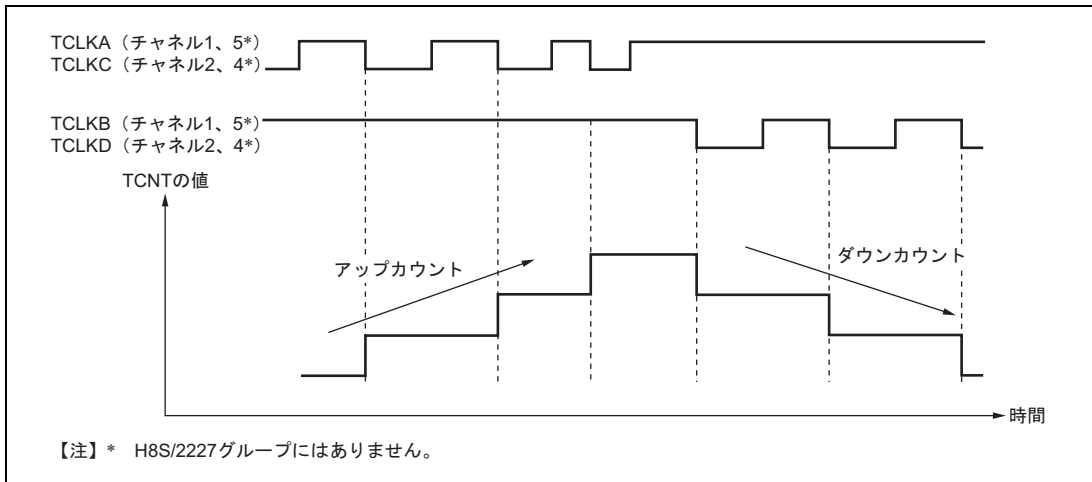 TCLKA（チャネル1、5*）
TCLKC（チャネル2、4*）
TCLKB（チャネル1、5*）
TCLKD（チャネル2、4*）
TCNTの値
アップカウント
ダウンカウント
時間
【注】*　H8S/2227グループにはありません。